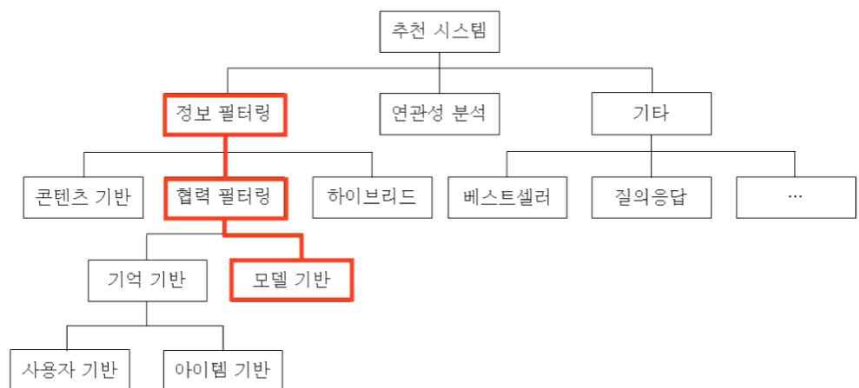 추천 시스템
정보 필터링
연관성 분석
기타
콘텐츠 기반
협력 필터링
하이브리드
베스트셀러
질의응답
…
기억 기반
모델 기반
사용자 기반
아이템 기반